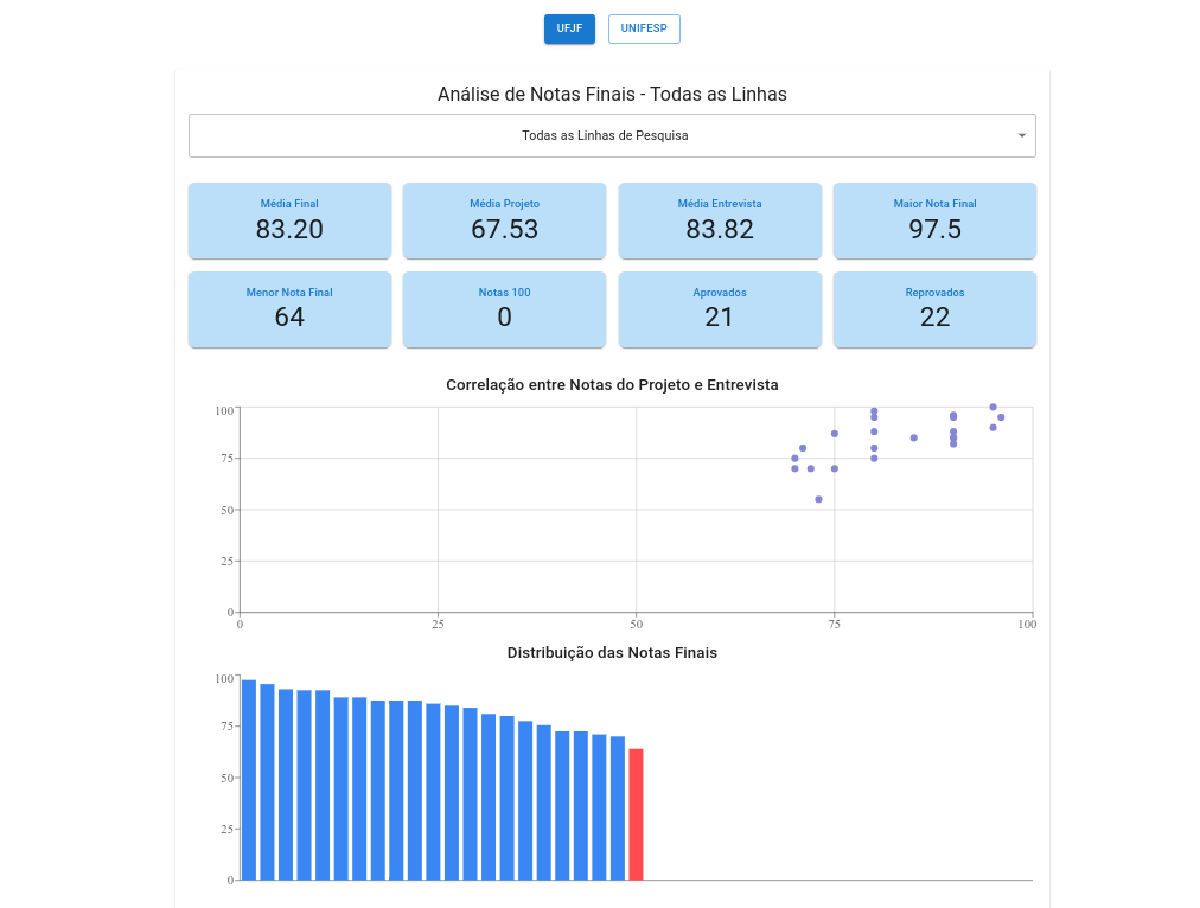 UFJF UNIFESP
Análise de Notas Finais - Todas as Linhas
Todas as Linhas de Pesquisa
Média Final Média Projeto Média Entrevista Maior Nota Final
83.20 67.53 83.82 97.5
Menor Nota Final Notas 100 Aprovados Reprovados
64 0 21 22
Correlação entre Notas do Projeto e Entrevista
100
75
50
25
0
0 25 50 75 100
Distribuição das Notas Finais
100
75
50
25
0